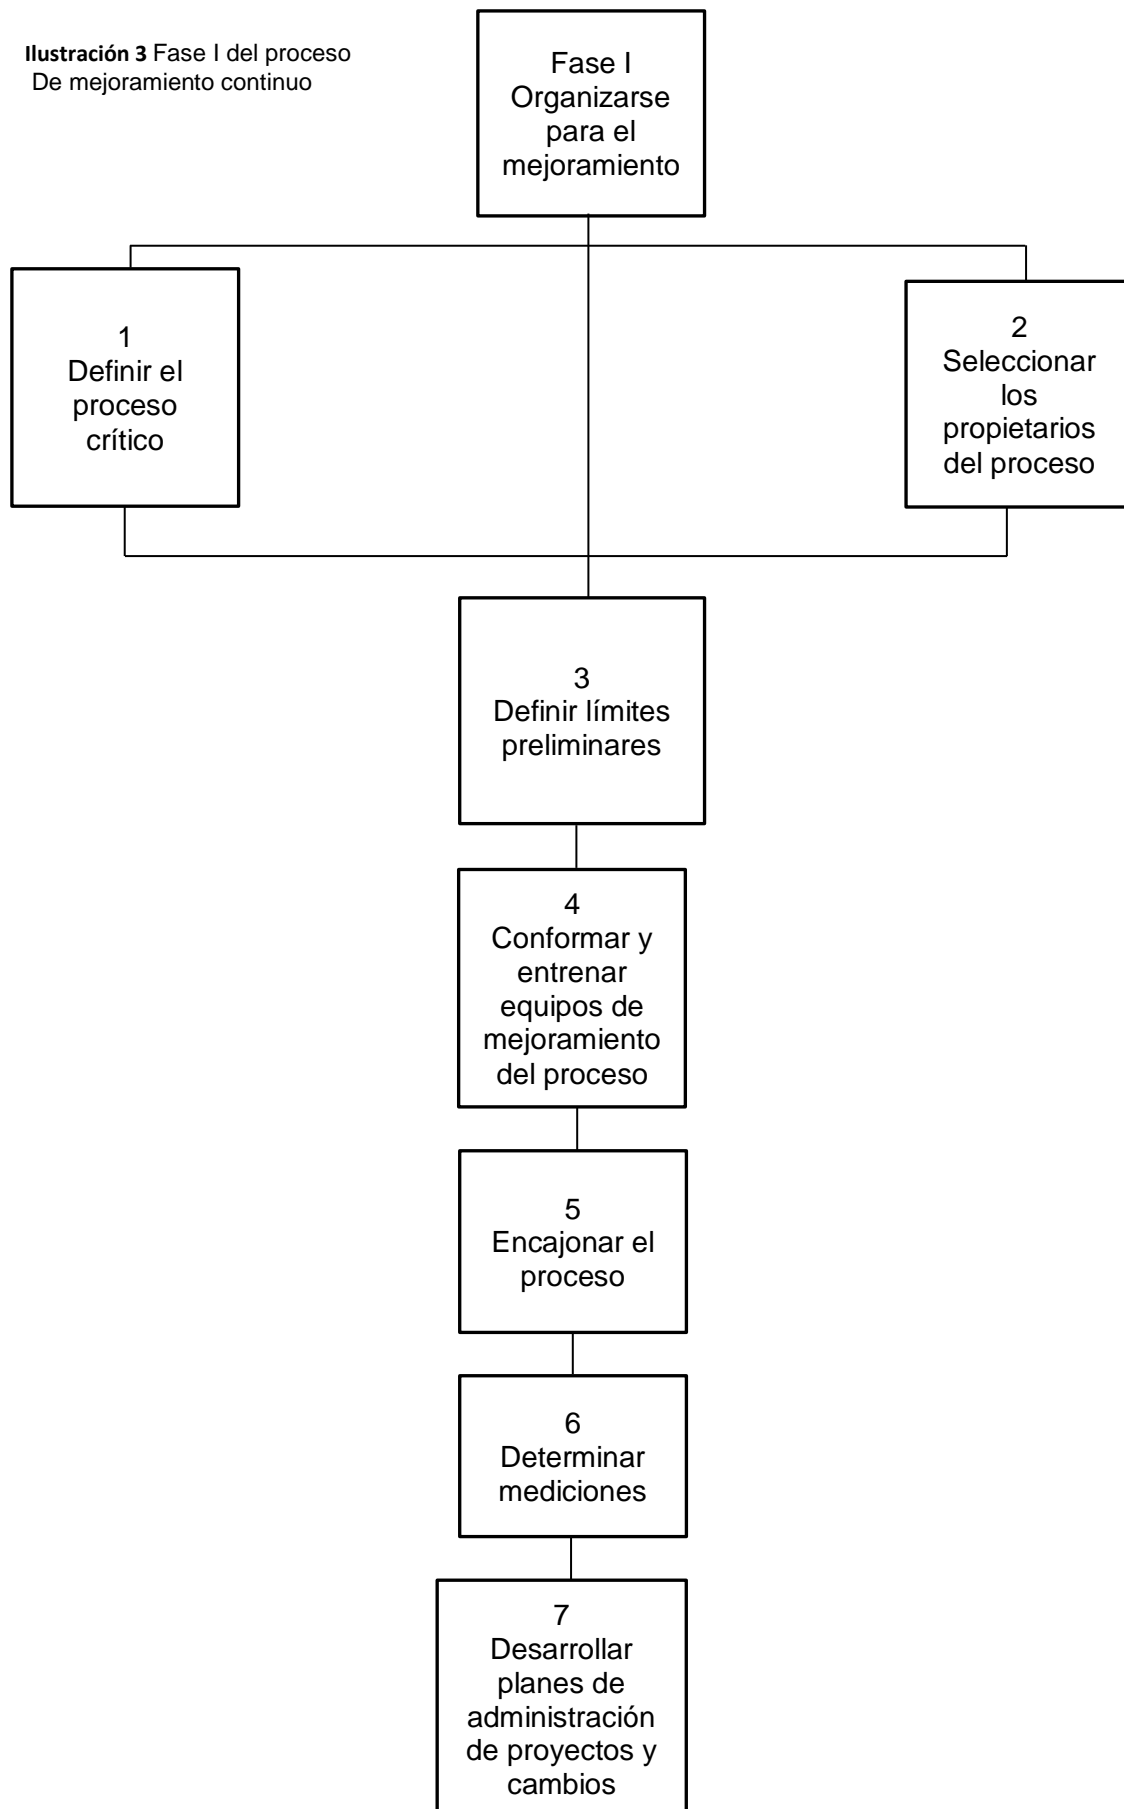 Ilustración 3 Fase I del proceso
De mejoramiento continuo
Fase I
Organizarse
para el
mejoramiento
1
Definir el
proceso
crítico
2
Seleccionar
los
propietarios
del proceso
3
Definir límites
preliminares
4
Conformar y
entrenar
equipos de
mejoramiento
del proceso
5
Encajonar el
proceso
6
Determinar
mediciones
7
Desarrollar
planes de
administración
de proyectos y
cambios